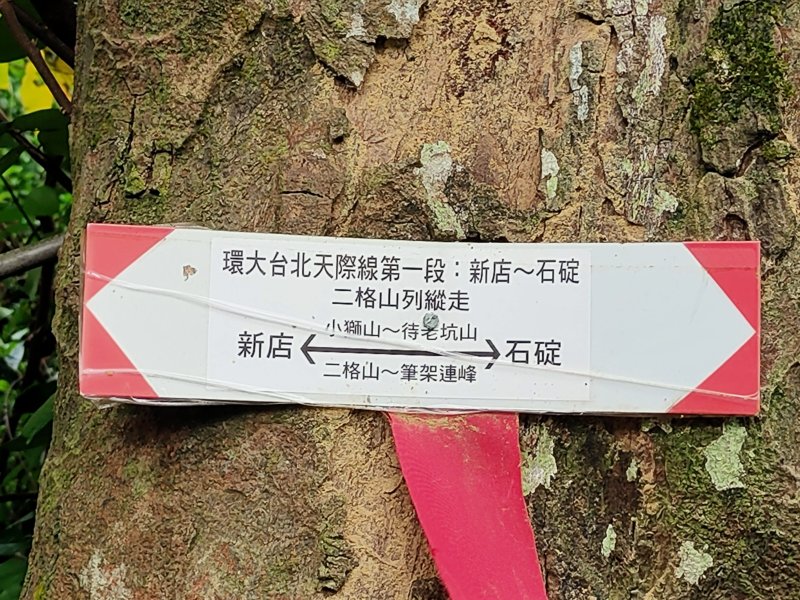 環大台北天際線第一段：新店～石碇
二格山列縱走
小獅山～待老坑山
新店 石碇
二格山～筆架連峰